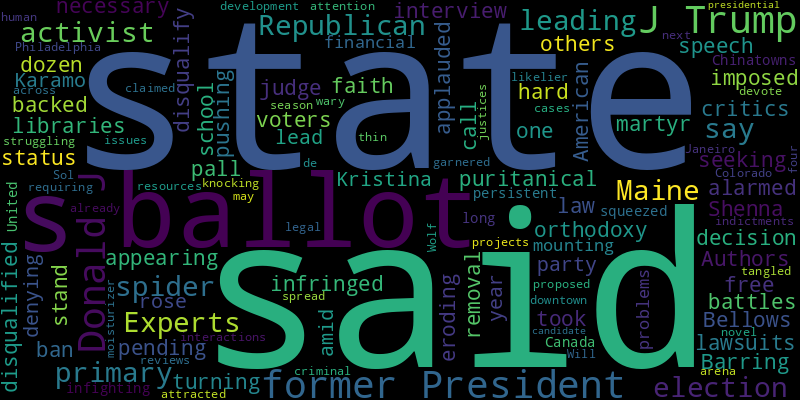 necessary
development attention
presidential
activist
Republican
interview
leading
J Trump
Philadelphia
financial
others
next
speech
dozen
disqualify
state
applauded
American
Chinatowns
Karamo
school
pushing
judge
faith
likelier
imposed
across
claimed
hard
devote
backed
season
wary
call
justices
cases
critics
libraries
voters
martyr
say
struggling
issues
lead
thin
one
status
pall
de
garnered
Janeiro
seeking
four
Sol
J
Kristina
puritanical
Maine
Colorado
alarmed
requiring
resources
knocking
persistent
United
s
ballot
may
long
law
squeezed
Shenna
already
legal
Wolf
indictments
Donald
projects
orthodoxy
decision
denying
appearing
said
mounting
Authors
tangled
disqualified
stand
spider
infringed
removal
party
problems
free
moisturizer
rose
spread
eroding
year
proposed
battles
Experts
amid
took
downtown
Bellows
ban
pending
interactions
Canada
candidate
novel
lawsuits
reviews
Will
Barring
primary
turning
criminal
arena
human
infighting
attracted
former President
election